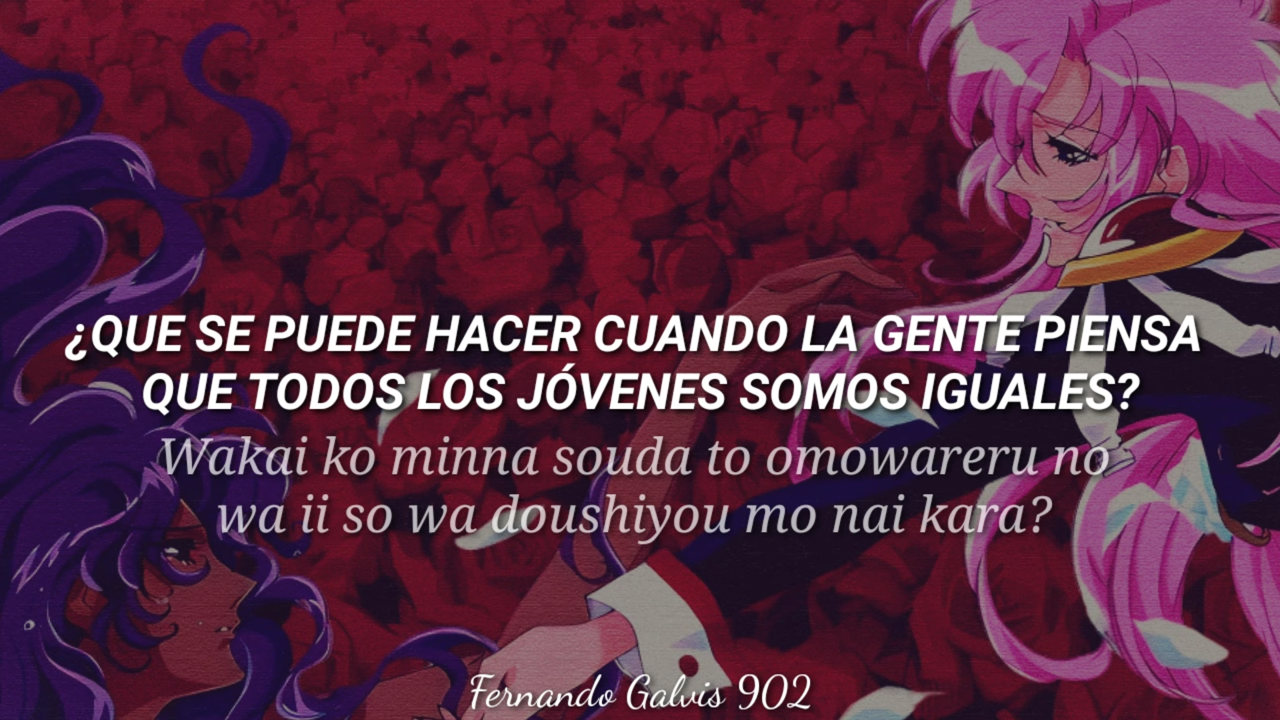 ¿QUE SE PUEDE HACER CUANDO LA GENTE PIENSA
QUE TODOS LOS JÓVENES SOMOS IGUALES?
Wakai ko minna souda to omowareru no
wa ii so wa doushiyou mo nai kara?
Fernando Galvis 902